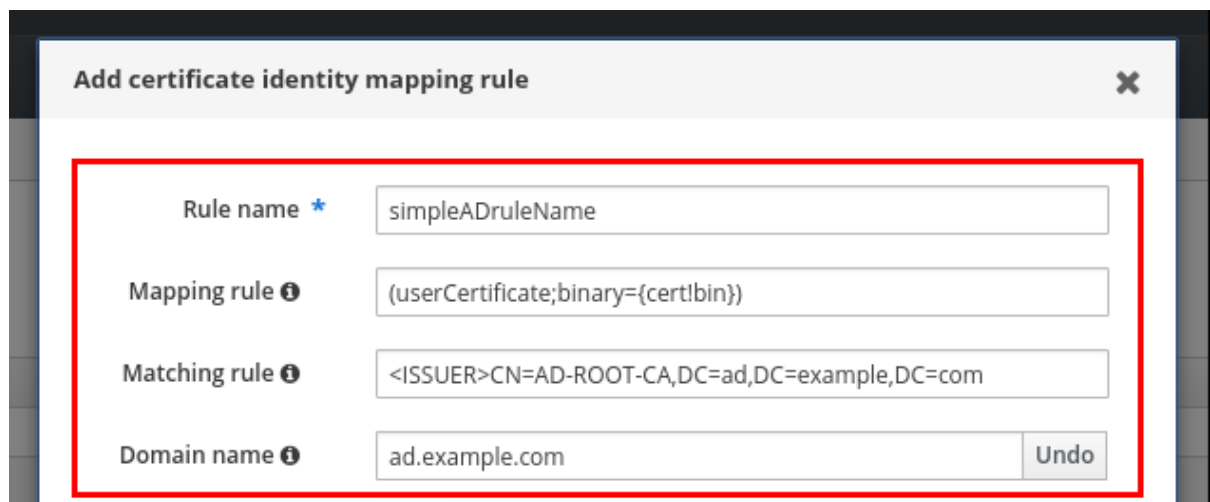 Add certificate identity mapping rule
Rule name * simpleADruleName
Mapping rule (userCertificate;binary={cert!bin})
Matching rule <ISSUER>CN=AD-ROOT-CA,DC=ad,DC=example,DC=com
Domain name ad.example.com Undo